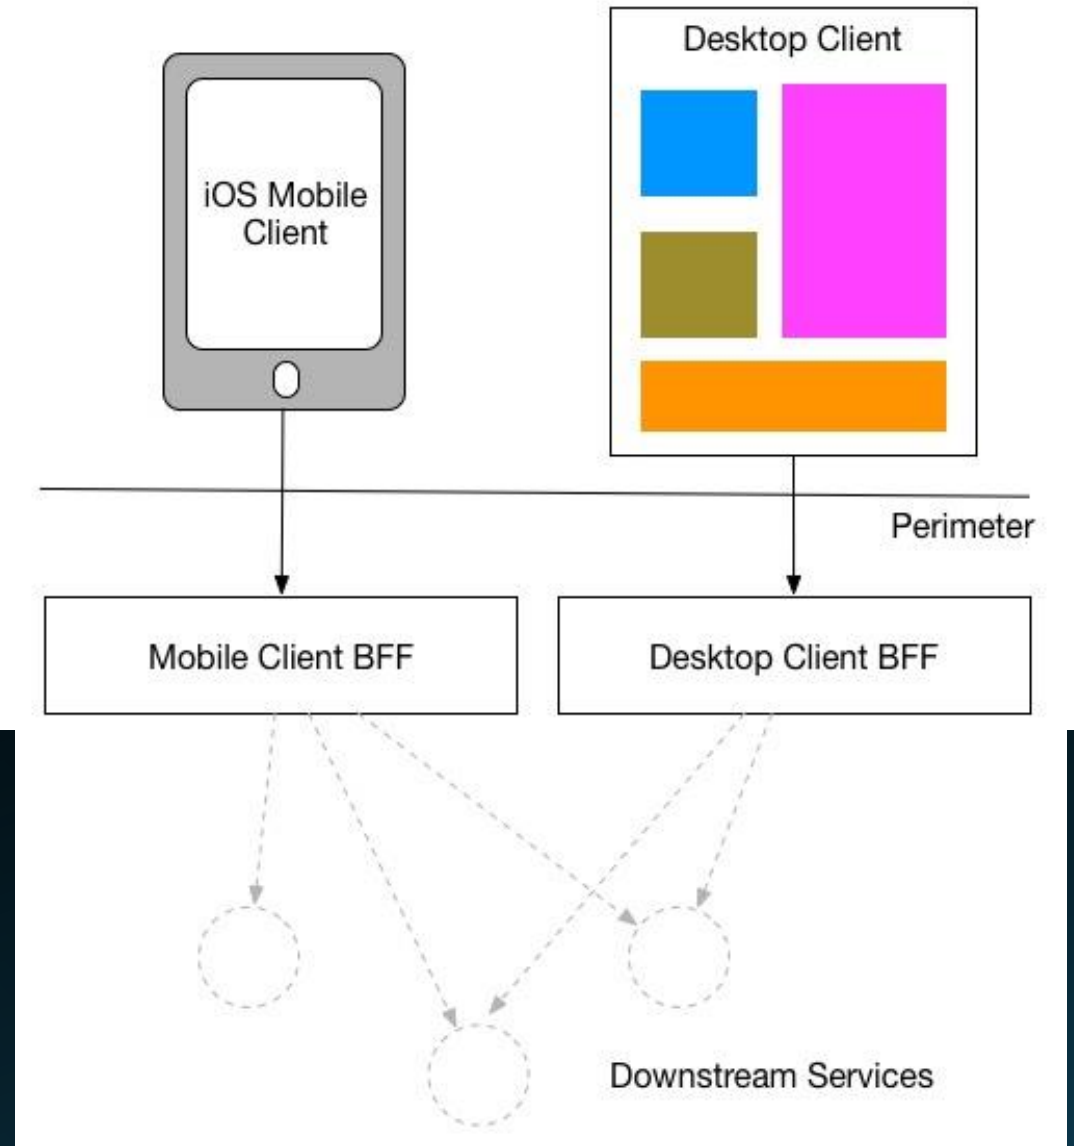 Desktop Client
iOS Mobile
Client
Perimeter
Mobile Client BFF
Desktop Client BFF
Downstream Services